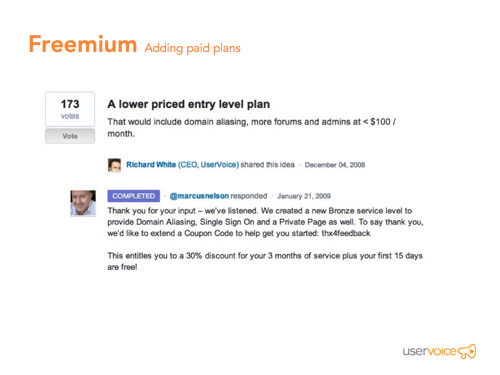 Freemium Adding paid plans
173
votes
Vote
A lower priced entry level plan
That would include domain aliasing, more forums and admins at < $100 /
month.
Richard White (CEO, UserVoice) shared this idea · December 04, 2008
COMPLETED · @marcusnelson responded · January 21, 2009
Thank you for your input – we've listened. We created a new Bronze service level to
provide Domain Aliasing, Single Sign On and a Private Page as well. To say thank you,
we'd like to extend a Coupon Code to help get you started: thx4feedback
This entitles you to a 30% discount for your 3 months of service plus your first 15 days
are free!
uservoice